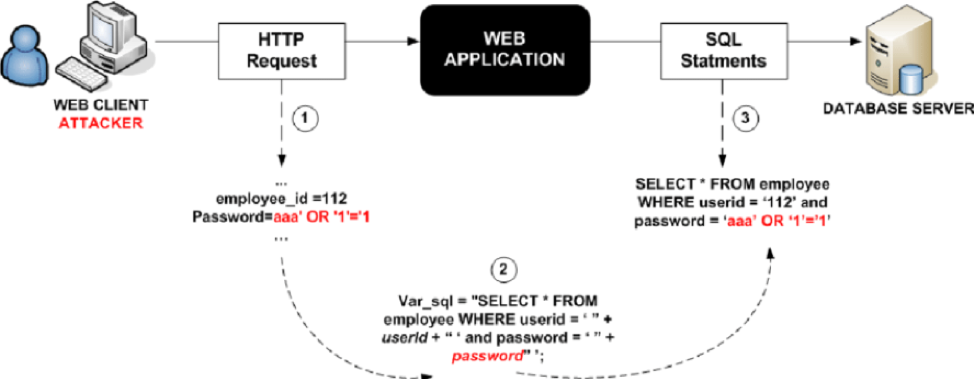 HTTP
Request
WEB
APPLICATION
SQL
Statments
WEB CLIENT
ATTACKER
DATABASE SERVER
1
3
...
employee_id =112
Password=aaa' OR '1'='1
...
SELECT * FROM employee
WHERE userid = ‘112’ and
password = ‘aaa’ OR ‘1’=‘1’
2
Var_sql = "SELECT * FROM
employee WHERE userid = ‘ ” +
userid + “ ‘ and password = ‘ ” +
password” ’;